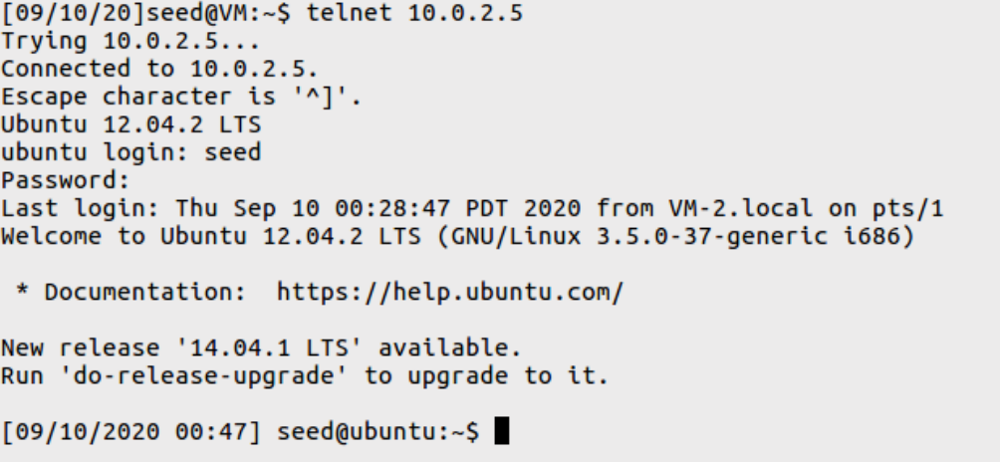 [09/10/20]seed@VM:~$ telnet 10.0.2.5
Trying 10.0.2.5...
Connected to 10.0.2.5.
Escape character is '^]'.
Ubuntu 12.04.2 LTS
ubuntu login: seed
Password:
Last login: Thu Sep 10 00:28:47 PDT 2020 from VM-2.local on pts/1
Welcome to Ubuntu 12.04.2 LTS (GNU/Linux 3.5.0-37-generic i686)
 * Documentation:  https://help.ubuntu.com/
New release '14.04.1 LTS' available.
Run 'do-release-upgrade' to upgrade to it.
[09/10/2020 00:47] seed@ubuntu:~$